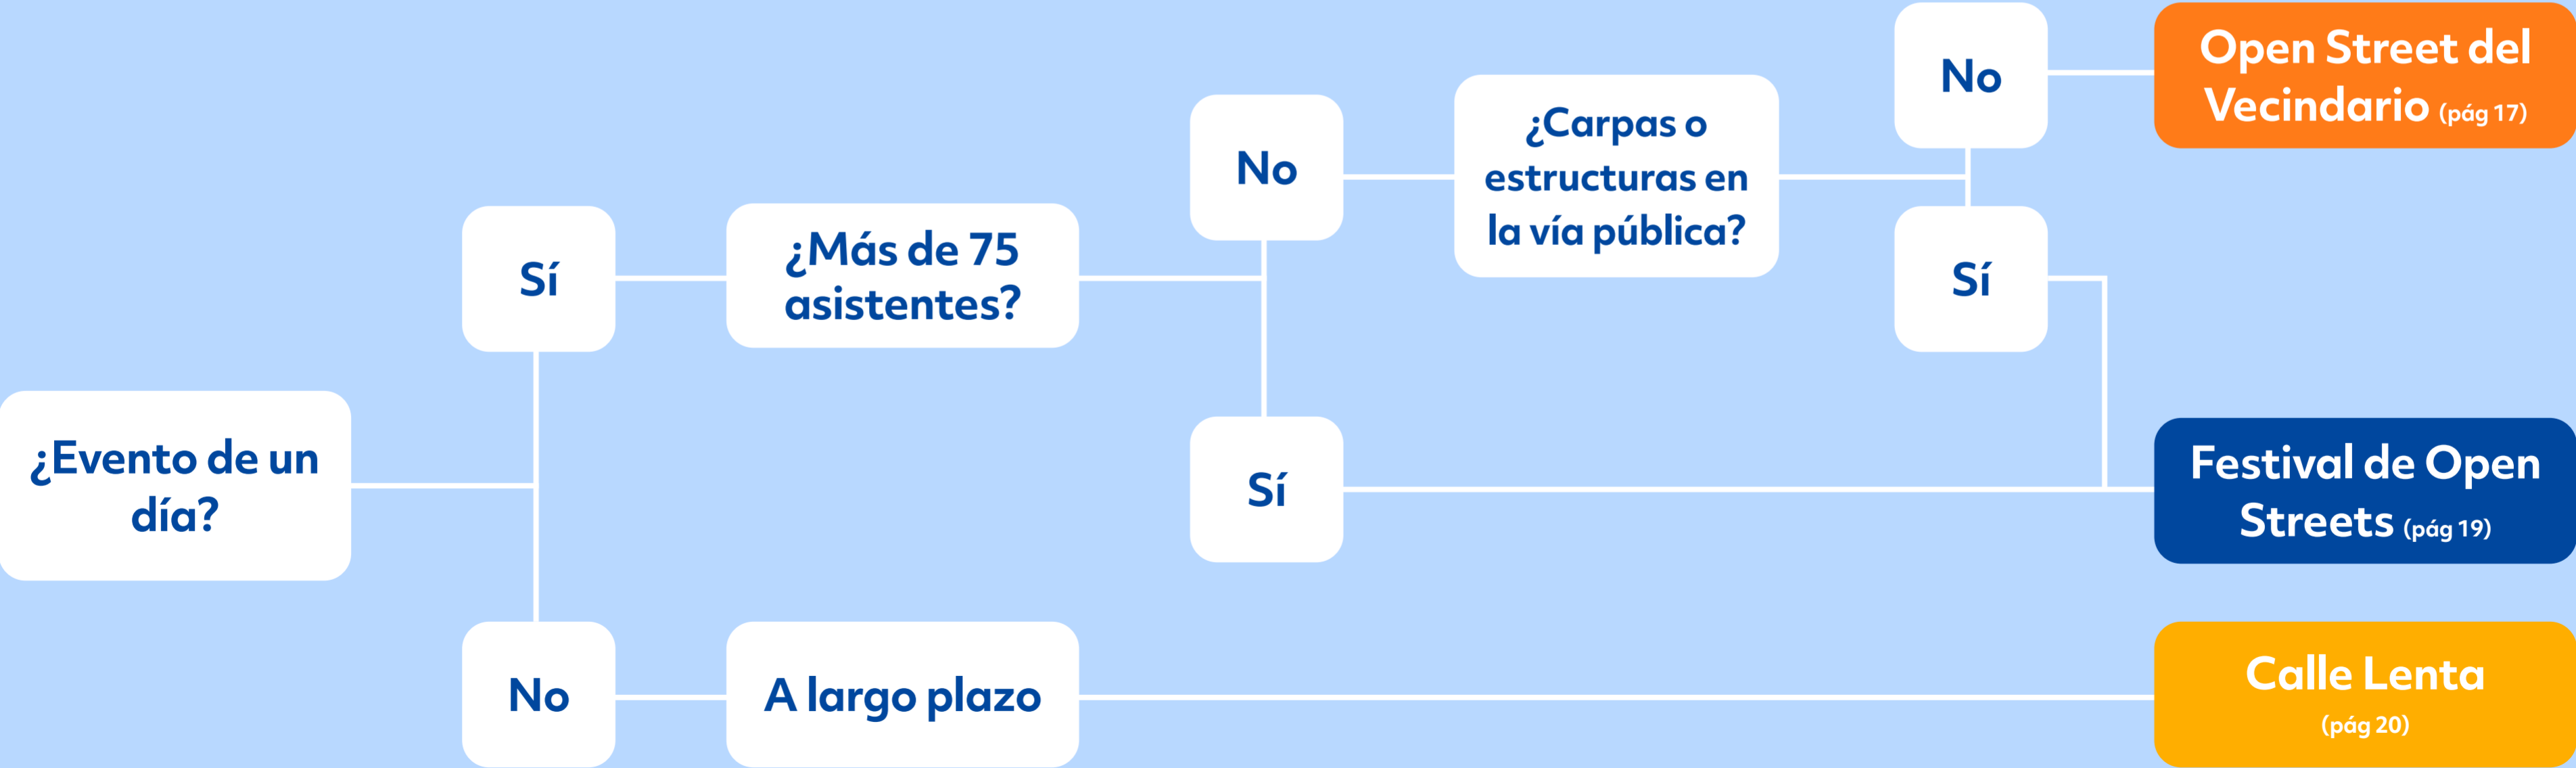 ¿Evento de un
día?
Sí
¿Más de 75
asistentes?
No
¿Carpas o
estructuras en
la vía pública?
No
Open Street del
Vecindario (pág 17)
Sí
Sí
Festival de Open
Streets (pág 19)
No
A largo plazo
Calle Lenta
(pág 20)